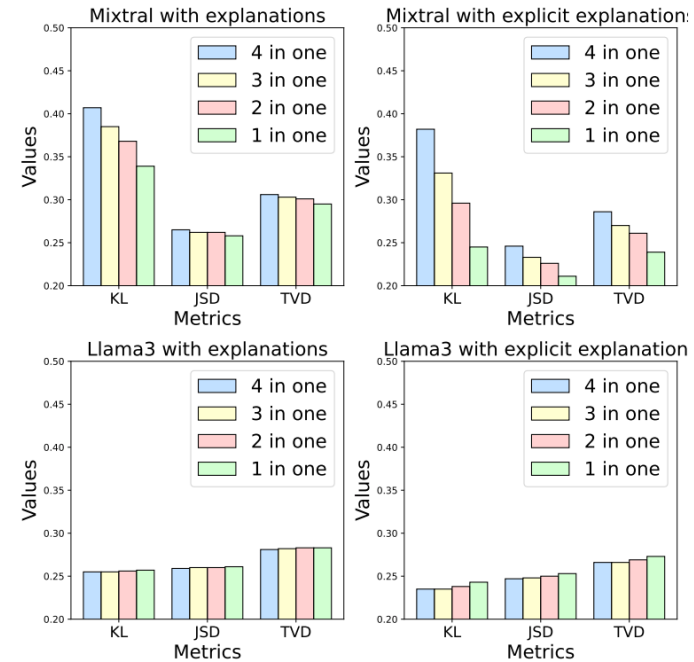 Mixtral with explanations
0.50
0.45
0.40
0.35
0.30
0.25
0.20
Values
4 in one
3 in one
2 in one
1 in one
KL JSD TVD
Metrics
Mixtral with explicit explanations
0.50
0.45
0.40
0.35
0.30
0.25
0.20
Values
4 in one
3 in one
2 in one
1 in one
KL JSD TVD
Metrics
Llama3 with explanations
0.50
0.45
0.40
0.35
0.30
0.25
0.20
Values
4 in one
3 in one
2 in one
1 in one
KL JSD TVD
Metrics
Llama3 with explicit explanation
0.50
0.45
0.40
0.35
0.30
0.25
0.20
Values
4 in one
3 in one
2 in one
1 in one
KL JSD TVD
Metrics